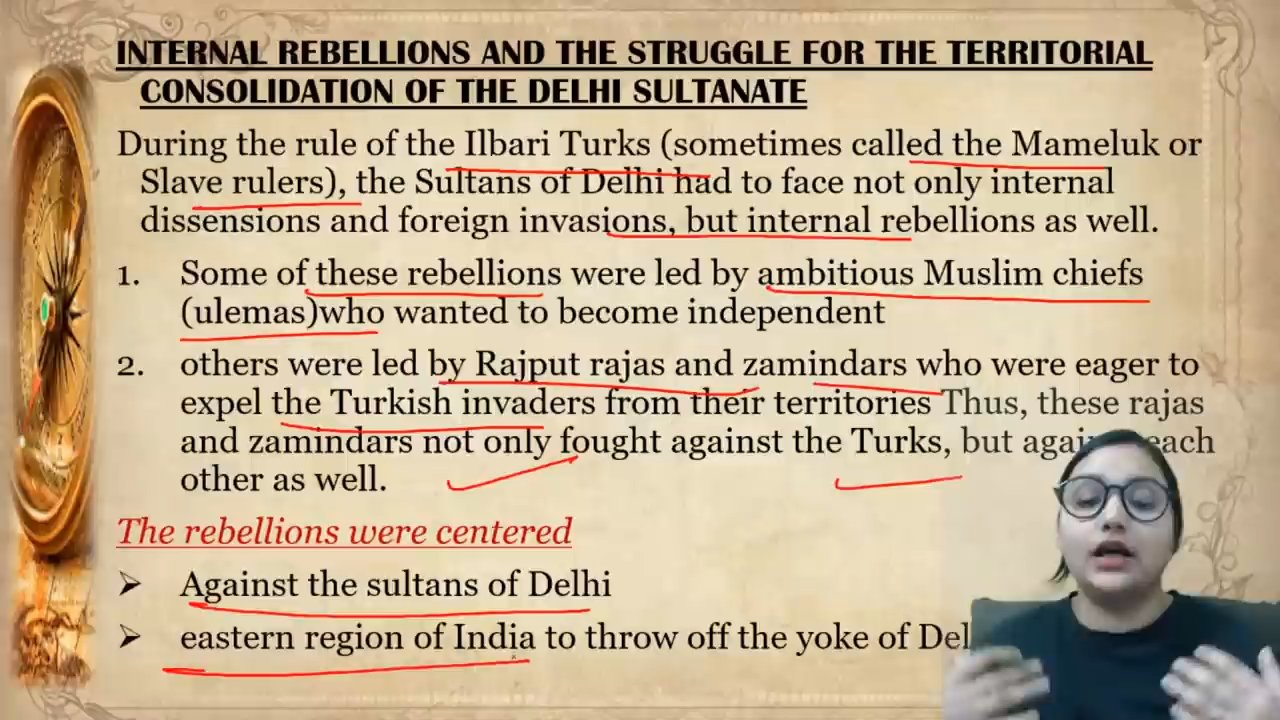 INTERNAL REBELLIONS AND THE STRUGGLE FOR THE TERRITORIAL
CONSOLIDATION OF THE DELHI SULTANATE
During the rule of the Ilbari Turks (sometimes called the Mameluk or
Slave rulers), the Sultans of Delhi had to face not only internal
dissensions and foreign invasions, but internal rebellions as well.
1. Some of these rebellions were led by ambitious Muslim chiefs
(ulemas)who wanted to become independent
2. others were led by Rajput rajas and zamindars who were eager to
expel the Turkish invaders from their territories Thus, these rajas
and zamindars not only fought against the Turks, but
other as well.
The rebellions were centered
➢ Against the sultans of Delhi
➢ eastern region of India to throw off the yoke of